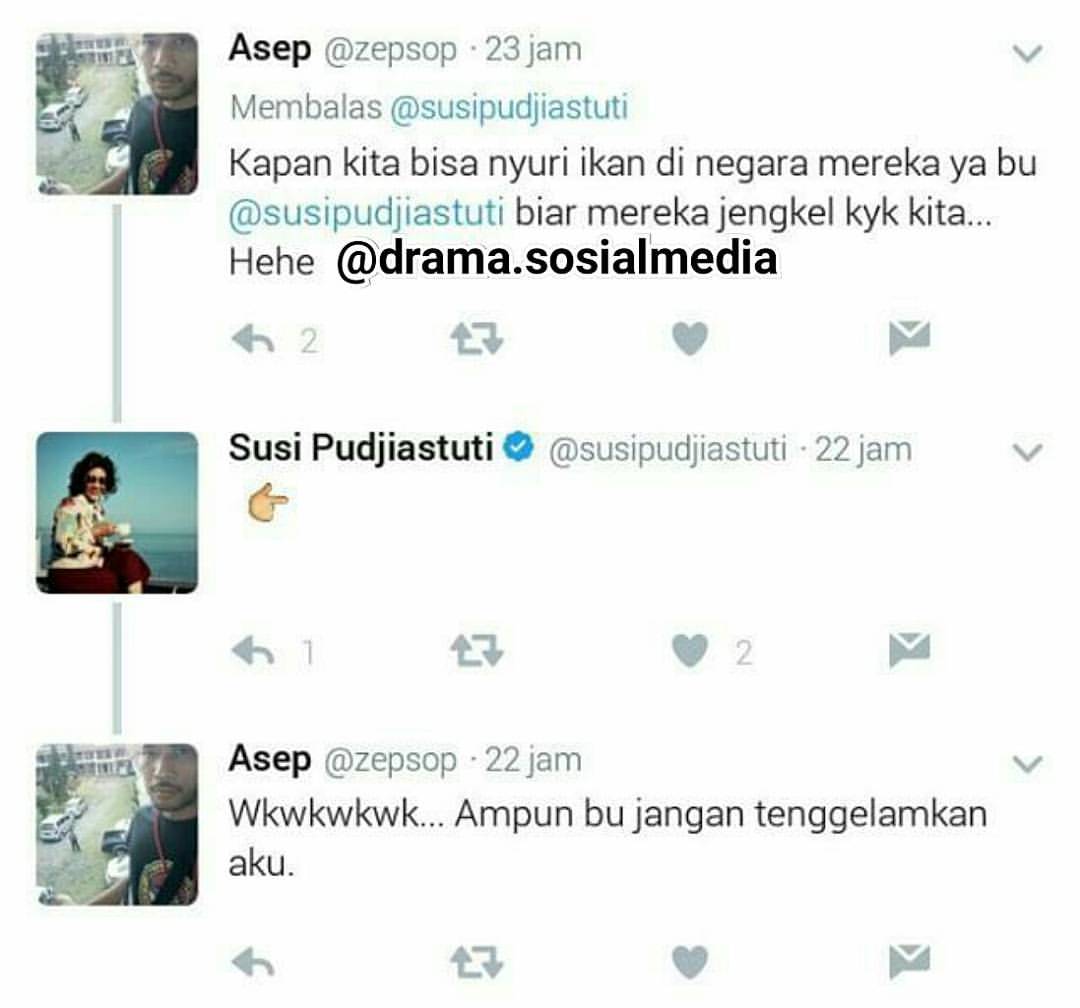 Asep @zepsop · 23 jam
Membalas @susipudjiastuti
Kapan kita bisa nyuri ikan di negara mereka ya bu
@susipudjiastuti biar mereka jengkel kyk kita...
Hehe @drama.sosialmedia
2
Susi Pudjiastuti @susipudjiastuti · 22 jam
👉
1 2
Asep @zepsop · 22 jam
Wkwkwkwk... Ampun bu jangan tenggelamkan
aku.